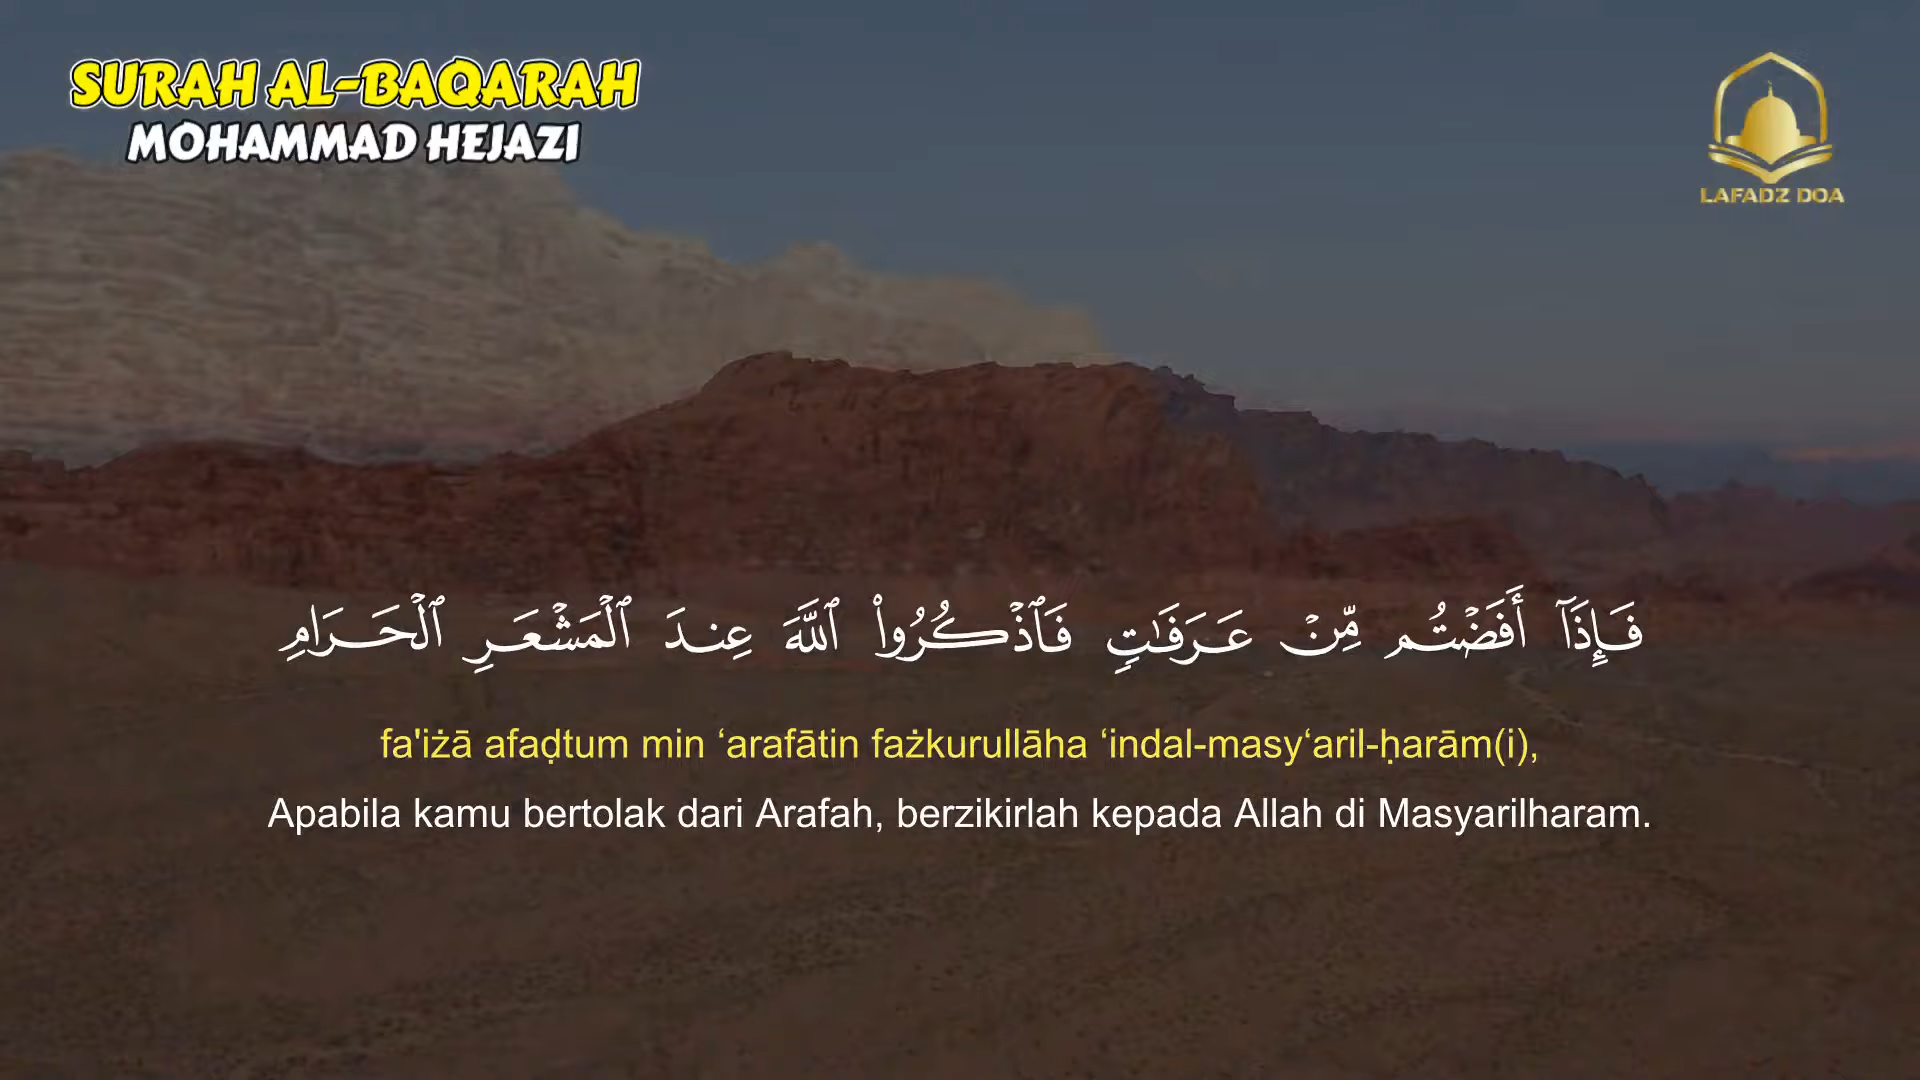 SURAH AL-BAQARAH
MOHAMMAD HEJAZI
LAFADZ DOA
فَإِذَآ أَفَضْتُم مِّنْ عَرَفَٰتٍ فَٱذْكُرُوا۟ ٱللَّهَ عِندَ ٱلْمَشْعَرِ ٱلْحَرَامِ
fa'iżā afaḍtum min ‘arafātin fażkurullāha ‘indal-masy‘aril-ḥarām(i),
Apabila kamu bertolak dari Arafah, berzikirlah kepada Allah di Masyarilharam.